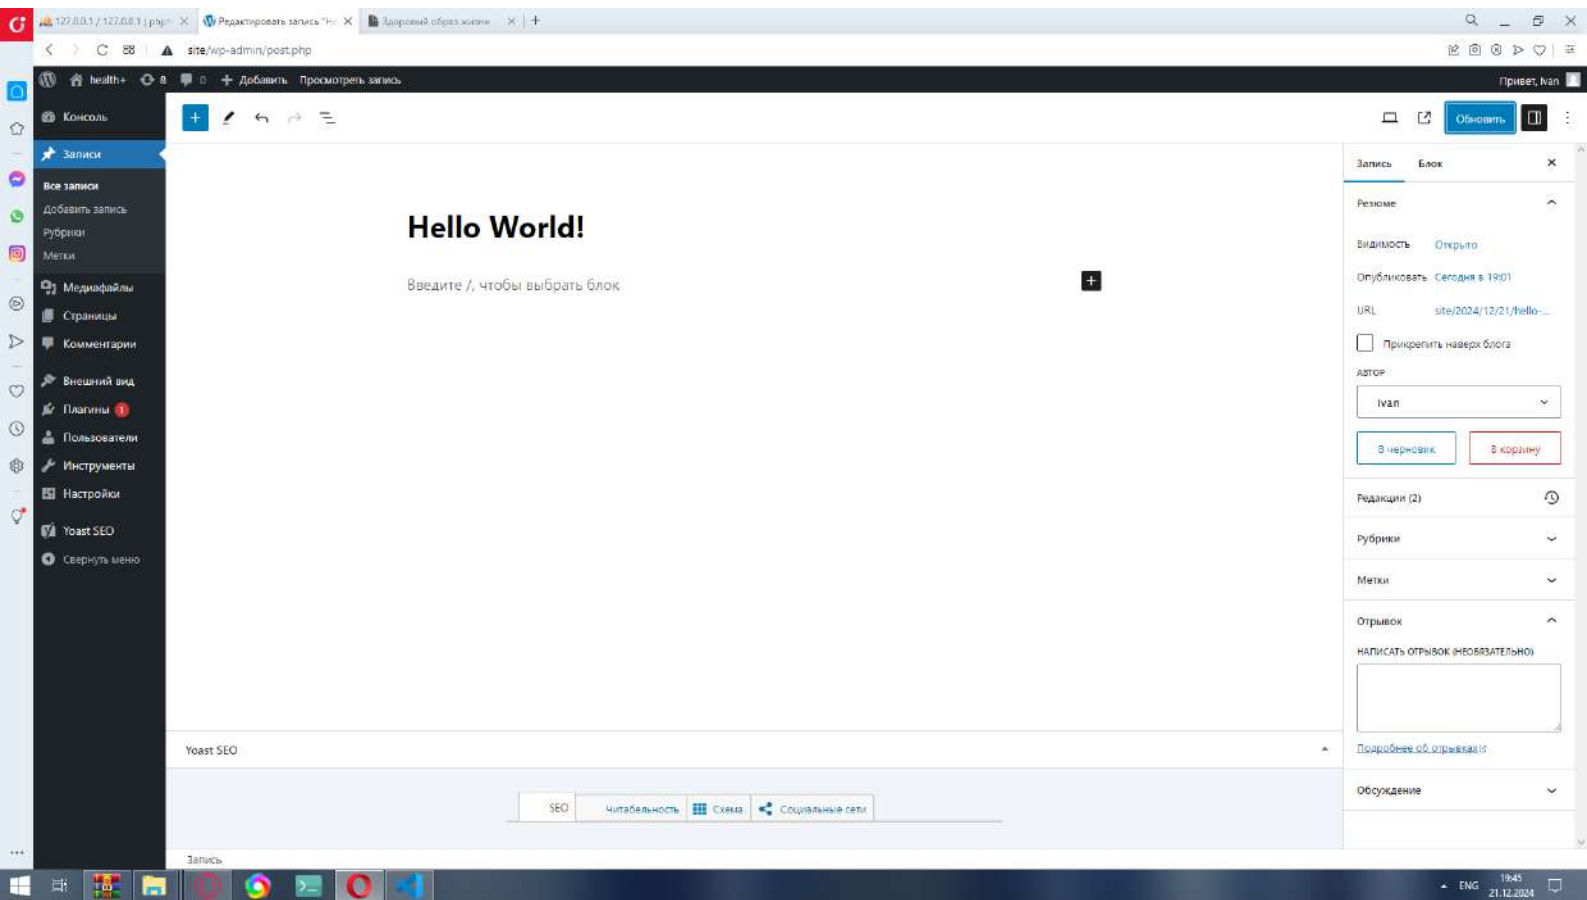 127.0.0.1 / 127.0.0.1 | php
Редактировать запись "He
Здоровый образ жизни
site/wp-admin/post.php
health+ 8 0 Добавить Просмотреть запись
Привет, Ivan
Консоль
Записи
Все записи
Добавить запись
Рубрики
Метки
Медиафайлы
Страницы
Комментарии
Внешний вид
Плагины 1
Пользователи
Инструменты
Настройки
Yoast SEO
Свернуть меню
Обновить
Hello World!
Введите /, чтобы выбрать блок
Запись Блок
Резюме
Видимость Открыто
Опубликовать Сегодня в 19:01
URL site/2024/12/21/hello-...
Прикрепить наверх блога
АВТОР
Ivan
В черновик В корзину
Редакции (2)
Рубрики
Метки
Отрывок
НАПИСАТЬ ОТРЫВОК (НЕОБЯЗАТЕЛЬНО)
Подробнее об отрывках
Обсуждение
Yoast SEO
SEO Читабельность Схема Социальные сети
Запись
ENG 19:45
21.12.2024